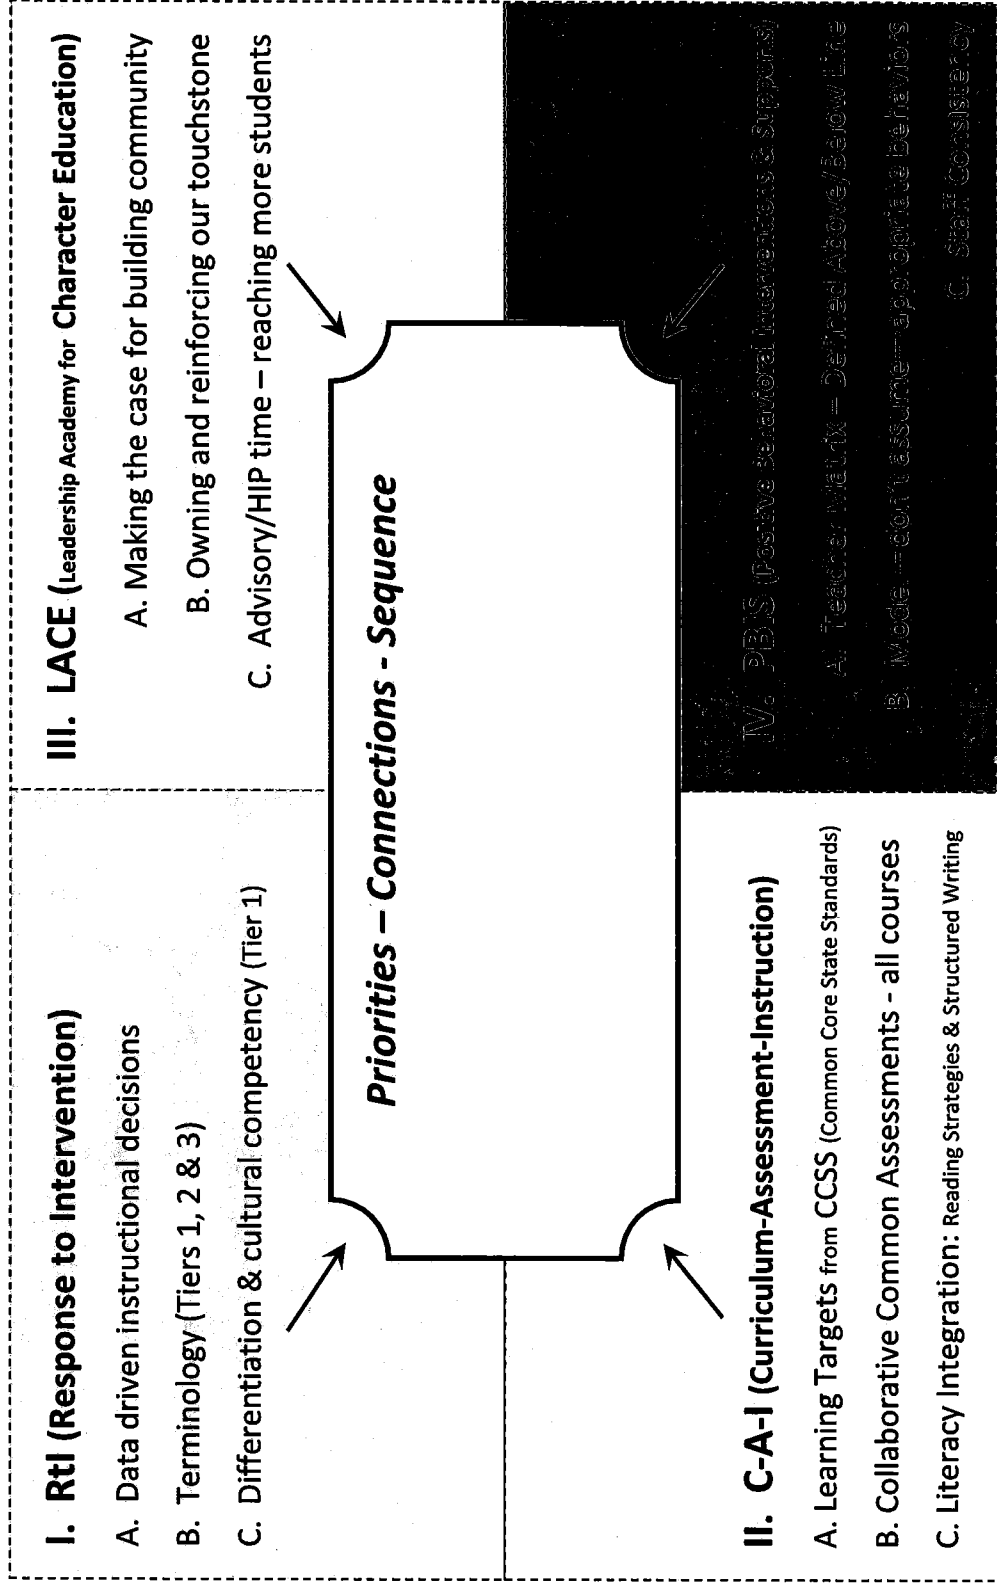 I. RtI (Response to Intervention)
A. Data driven instructional decisions
B. Terminology (Tiers 1, 2 & 3)
C. Differentiation & cultural competency (Tier 1)
III. LACE (Leadership Academy for Character Education)
A. Making the case for building community
B. Owning and reinforcing our touchstone
C. Advisory/HIP time – reaching more students
Priorities – Connections - Sequence
II. C-A-I (Curriculum-Assessment-Instruction)
A. Learning Targets from CCSS (Common Core State Standards)
B. Collaborative Common Assessments - all courses
C. Literacy Integration: Reading Strategies & Structured Writing
IV. PBIS (Positive Behavioral Interventions & Supports)
A. Teacher Matrix – Defined Above/Below Line
B. Model—don't assume—appropriate behaviors
C. Staff Consistency